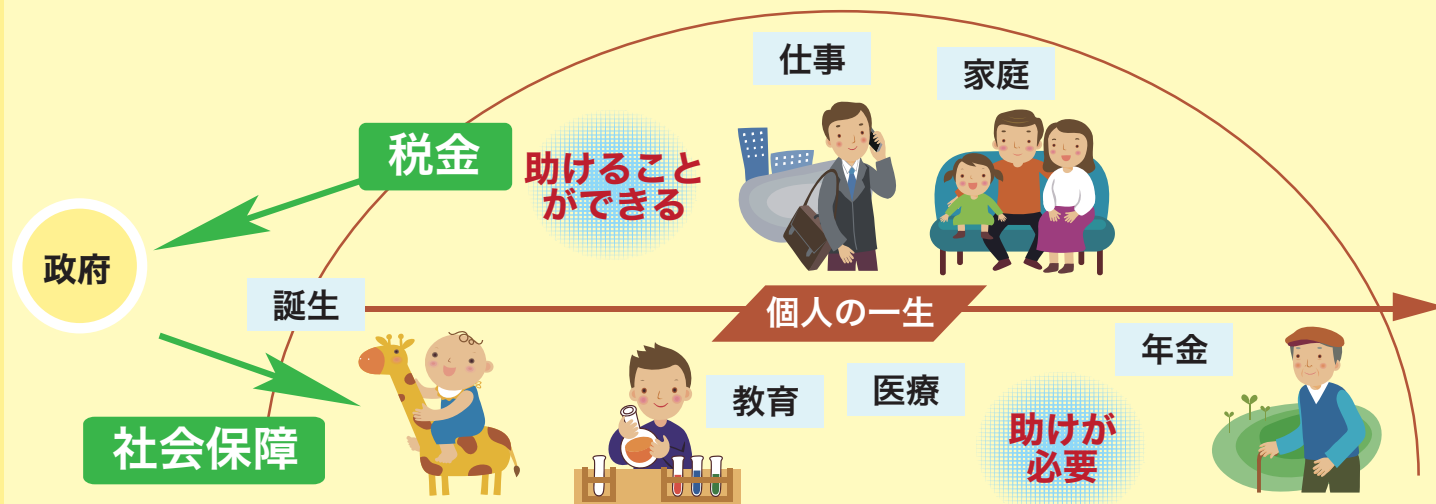 仕事
家庭
税金
助けること
ができる
政府
誕生
個人の一生
年金
教育
医療
助けが
必要
社会保障